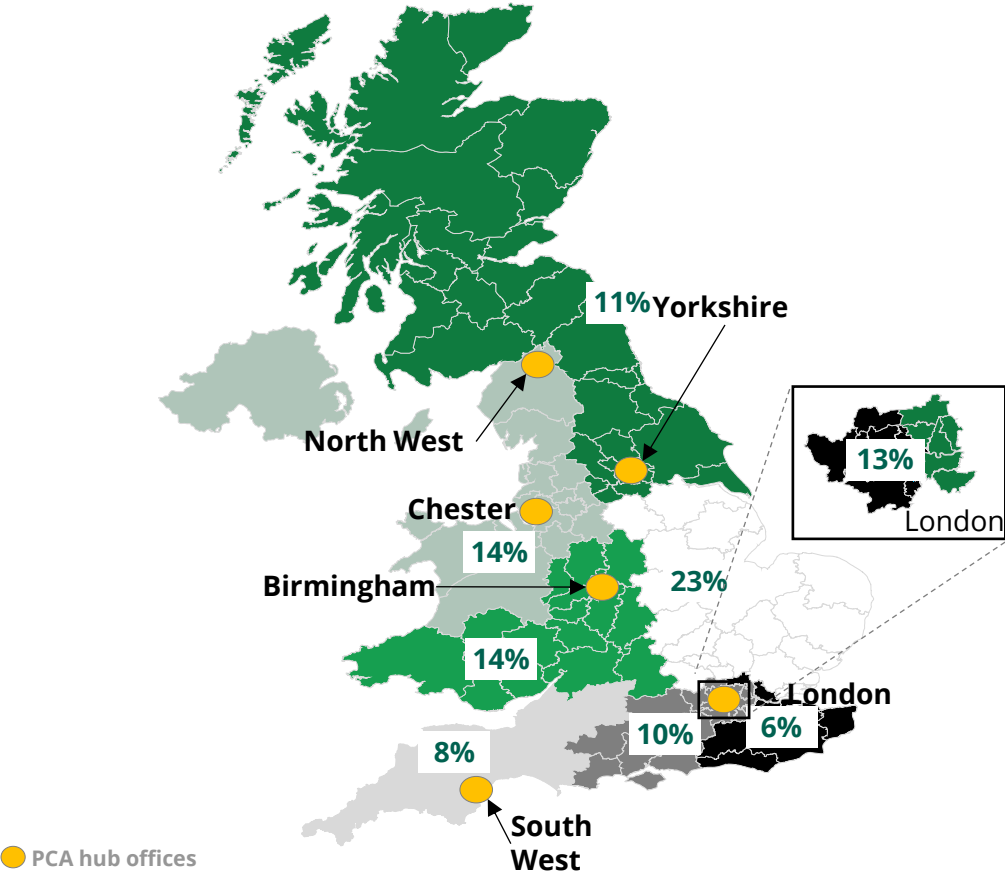 11%
Yorkshire
North West
13%
London
Chester
14%
Birmingham
23%
14%
London
10%
6%
8%
South
West
PCA hub offices